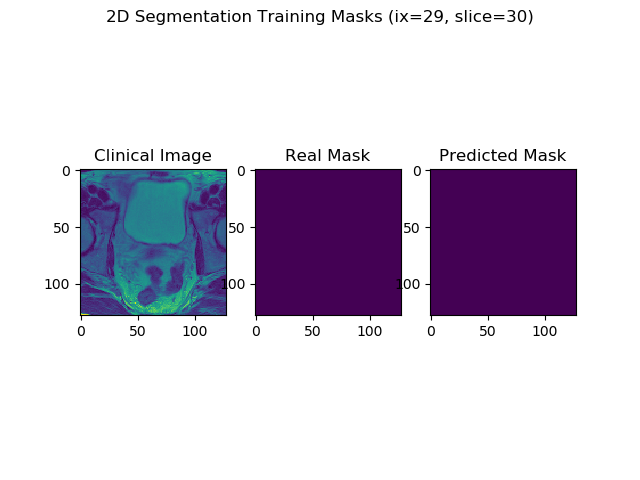 2D Segmentation Training Masks (ix=29, slice=30)
Clinical Image Real Mask Predicted Mask
0 0 0
50 50 50
100 100 100
0 50 100 0 50 100 0 50 100